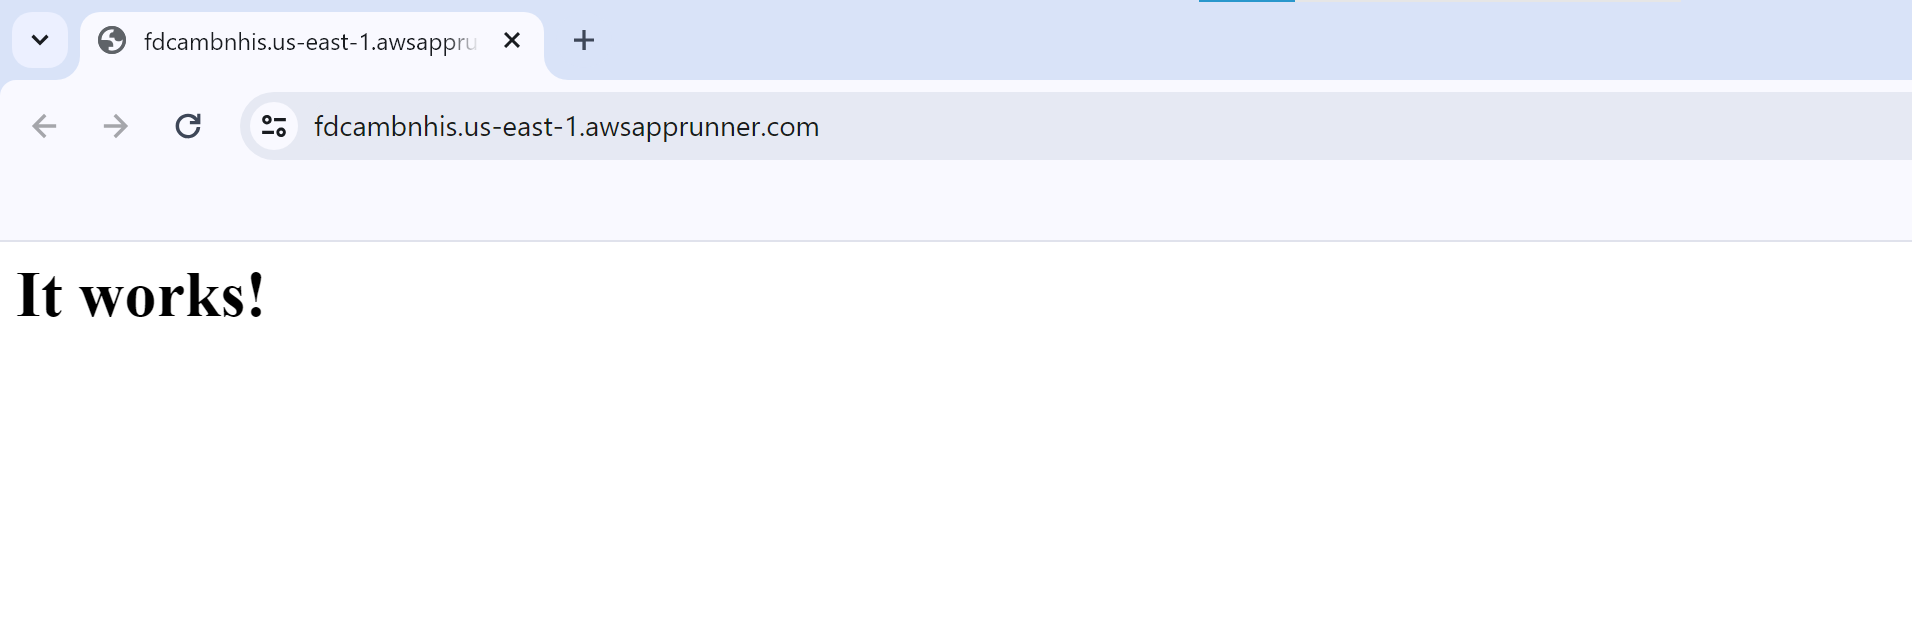 fdcambnhis.us-east-1.awsappru
fdcambnhis.us-east-1.awsapprunner.com
It works!